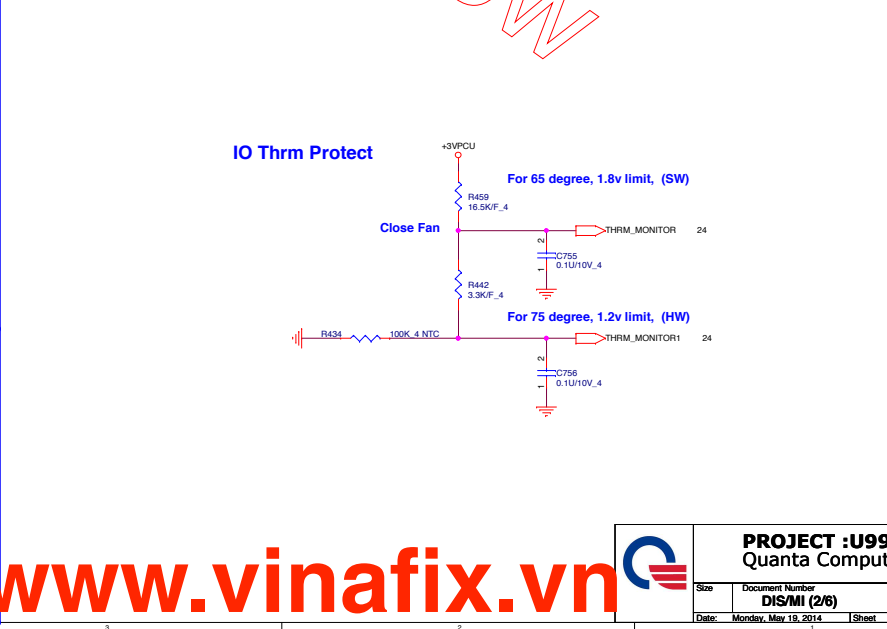 W
IO Thrm Protect
+3VPCU
For 65 degree, 1.8v limit, (SW)
R459
16.5K/F_4
Close Fan
THRM_MONITOR 24
2
C755
0.1U/10V_4
1
R442
3.3K/F_4
For 75 degree, 1.2v limit, (HW)
R434 100K_4 NTC
THRM_MONITOR1 24
2
C756
0.1U/10V_4
1
www.vinafix.vn
PROJECT :U99
Quanta Comput
Size Document Number
DIS/MI (2/6)
Date: Monday, May 19, 2014 Sheet
3 2 1